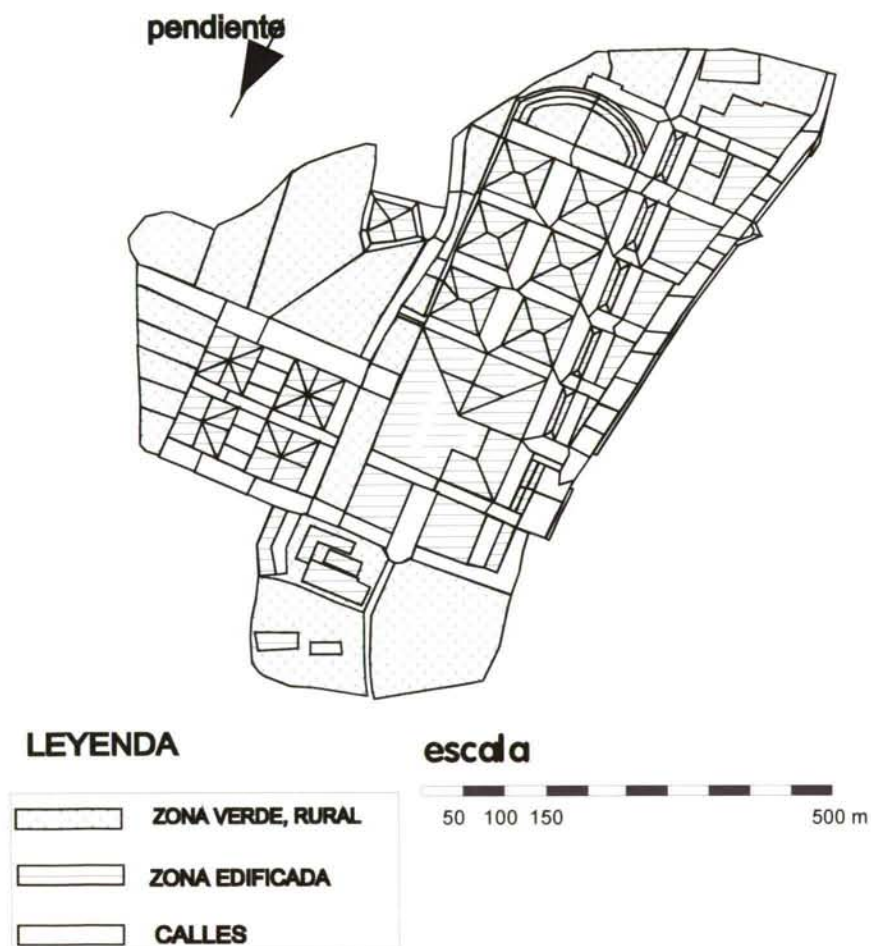 pendiente
LEYENDA
ZONA VERDE, RURAL
ZONA EDIFICADA
CALLES
escala
50 100 150 500 m